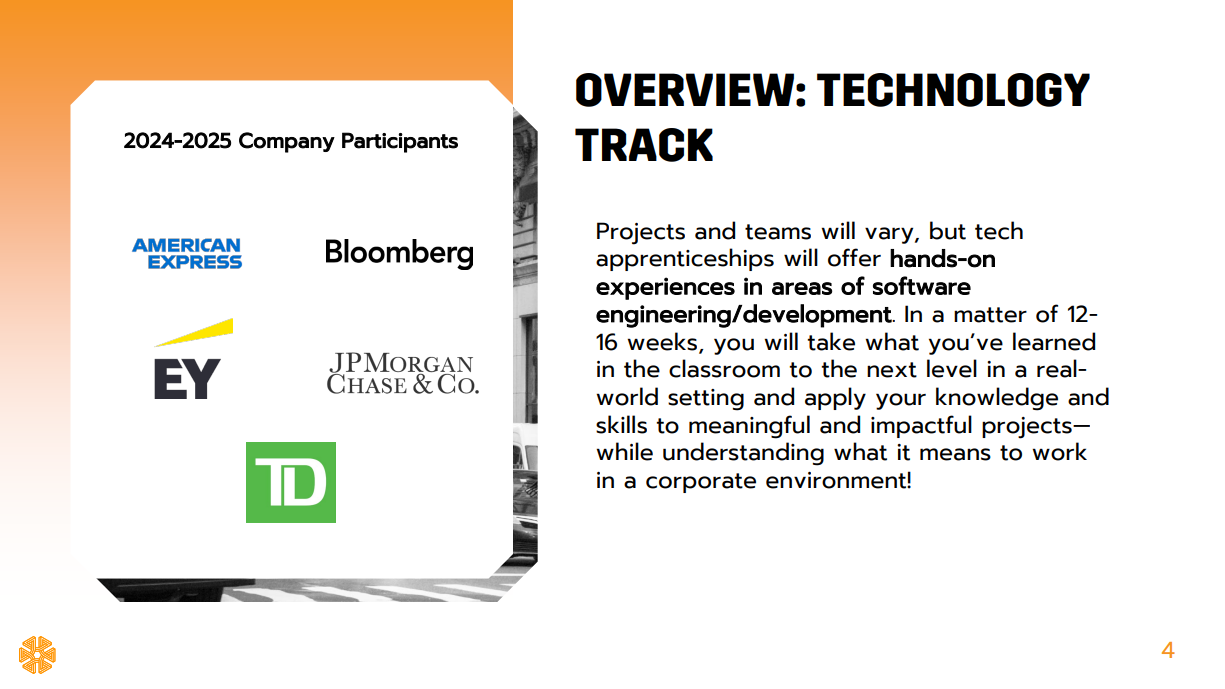 2024-2025 Company Participants
AMERICAN
EXPRESS
Bloomberg
EY
JPMORGAN
CHASE & CO.
TD
OVERVIEW: TECHNOLOGY
TRACK
Projects and teams will vary, but tech
apprenticeships will offer hands-on
experiences in areas of software
engineering/development. In a matter of 12-
16 weeks, you will take what you’ve learned
in the classroom to the next level in a real-
world setting and apply your knowledge and
skills to meaningful and impactful projects—
while understanding what it means to work
in a corporate environment!
4